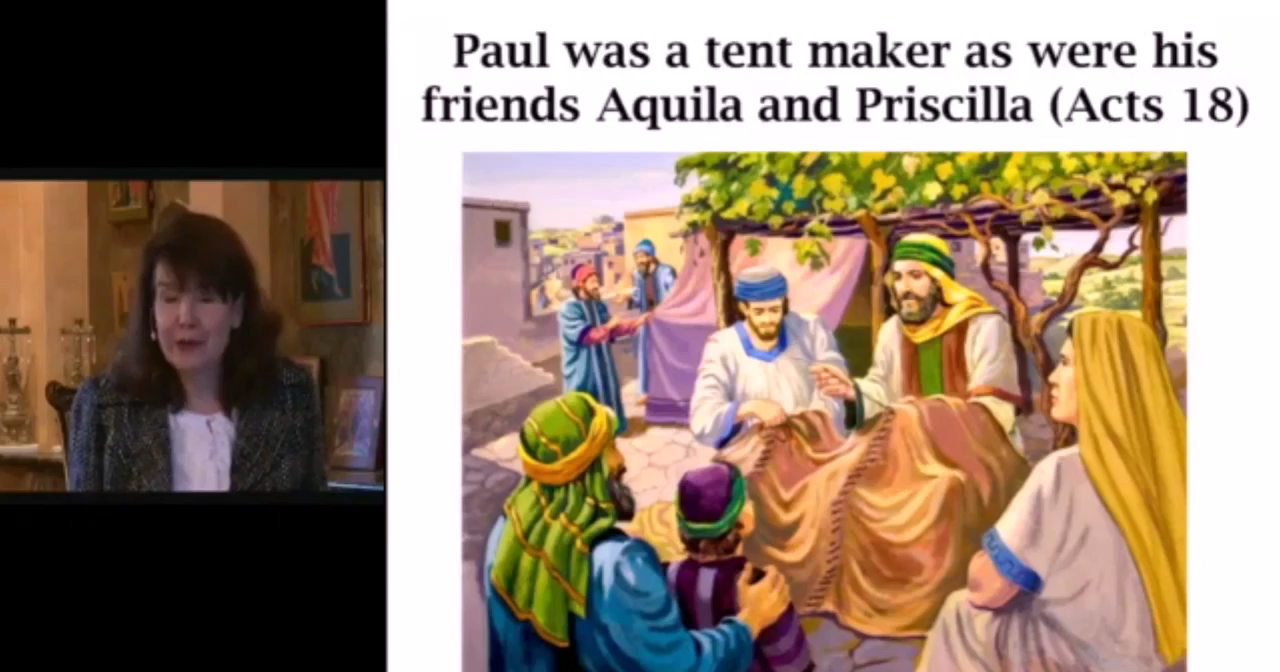 Paul was a tent maker as were his
friends Aquila and Priscilla (Acts 18)